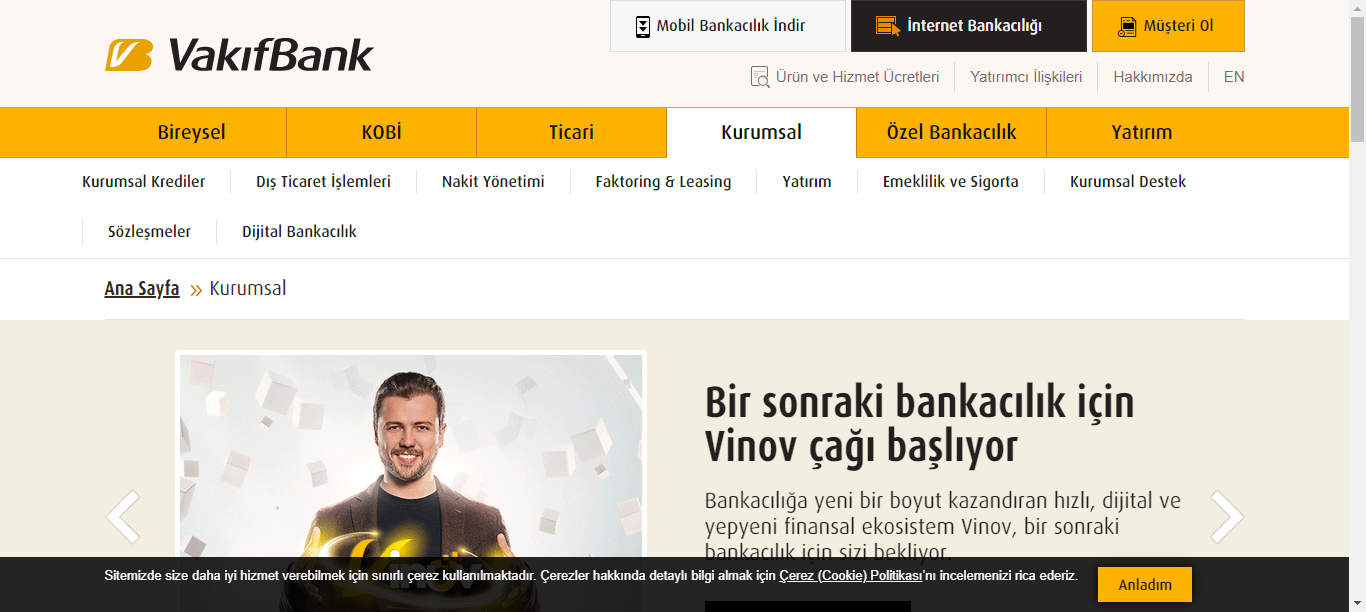 Mobil Bankacılık İndir
İnternet Bankacılığı
Müşteri Ol
VakıfBank
Ürün ve Hizmet Ücretleri
Yatırımcı İlişkileri
Hakkımızda
EN
Bireysel
KOBİ
Ticari
Kurumsal
Özel Bankacılık
Yatırım
Kurumsal Krediler
Dış Ticaret İşlemleri
Nakit Yönetimi
Faktoring & Leasing
Yatırım
Emeklilik ve Sigorta
Kurumsal Destek
Sözleşmeler
Dijital Bankacılık
Ana Sayfa » Kurumsal
Bir sonraki bankacılık için
Vinov çağı başlıyor
Bankacılığa yeni bir boyut kazandıran hızlı, dijital ve
yepyeni finansal ekosistem Vinov, bir sonraki
bankacılık için sizi bekliyor.
Vinov
Sitemizde size daha iyi hizmet verebilmek için sınırlı çerez kullanılmaktadır. Çerezler hakkında detaylı bilgi almak için Çerez (Cookie) Politikası'nı incelemenizi rica ederiz.
Anladım